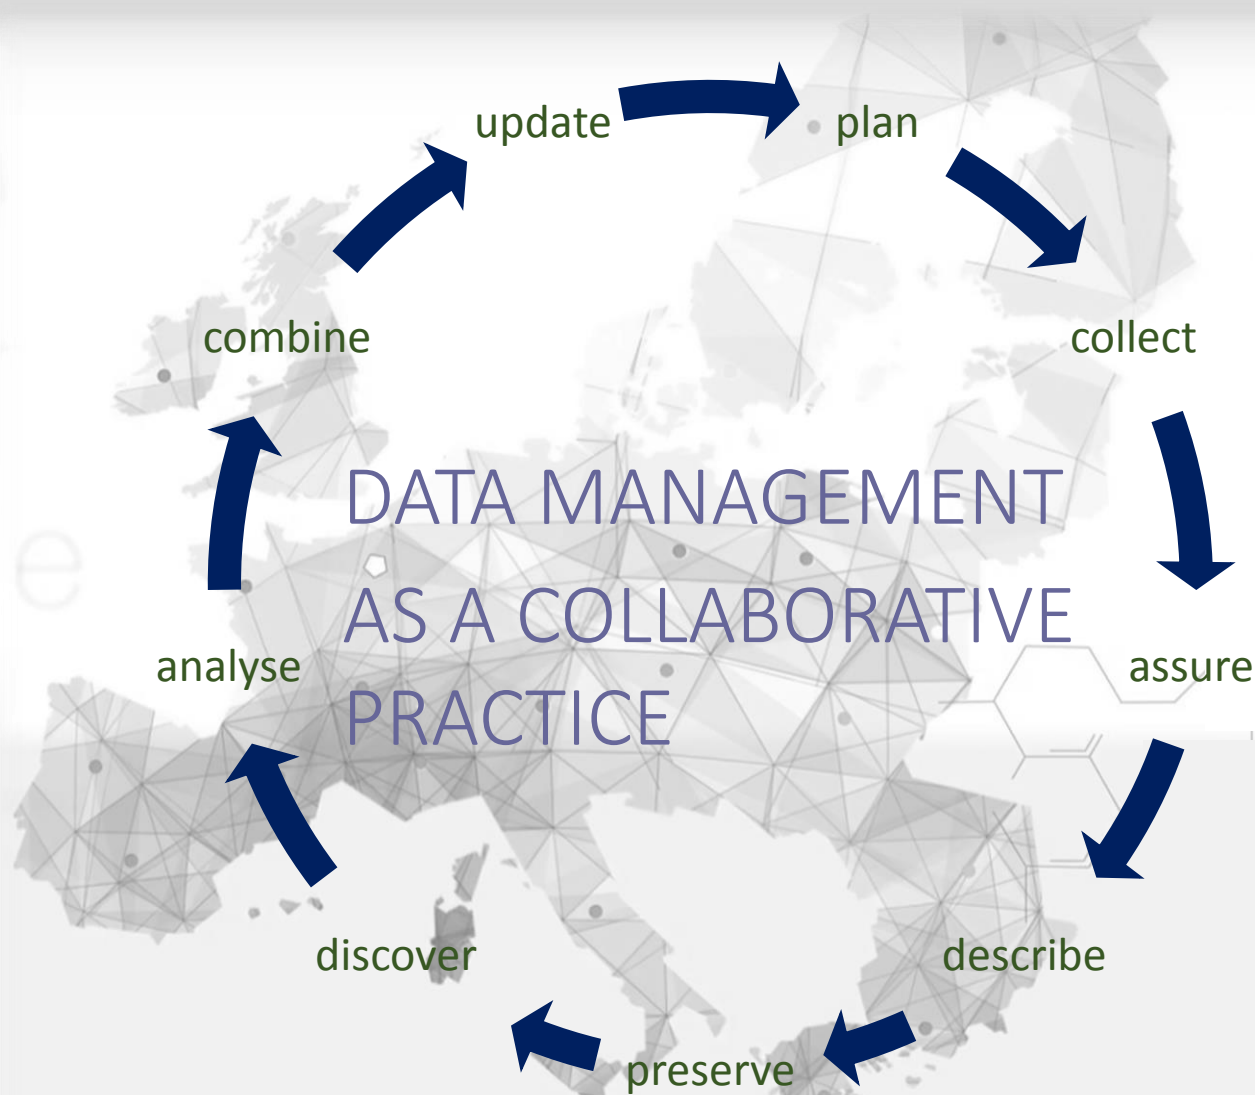 update
plan
combine
collect
DATA MANAGEMENT
AS A COLLABORATIVE
PRACTICE
analyse
assure
discover
describe
preserve
e